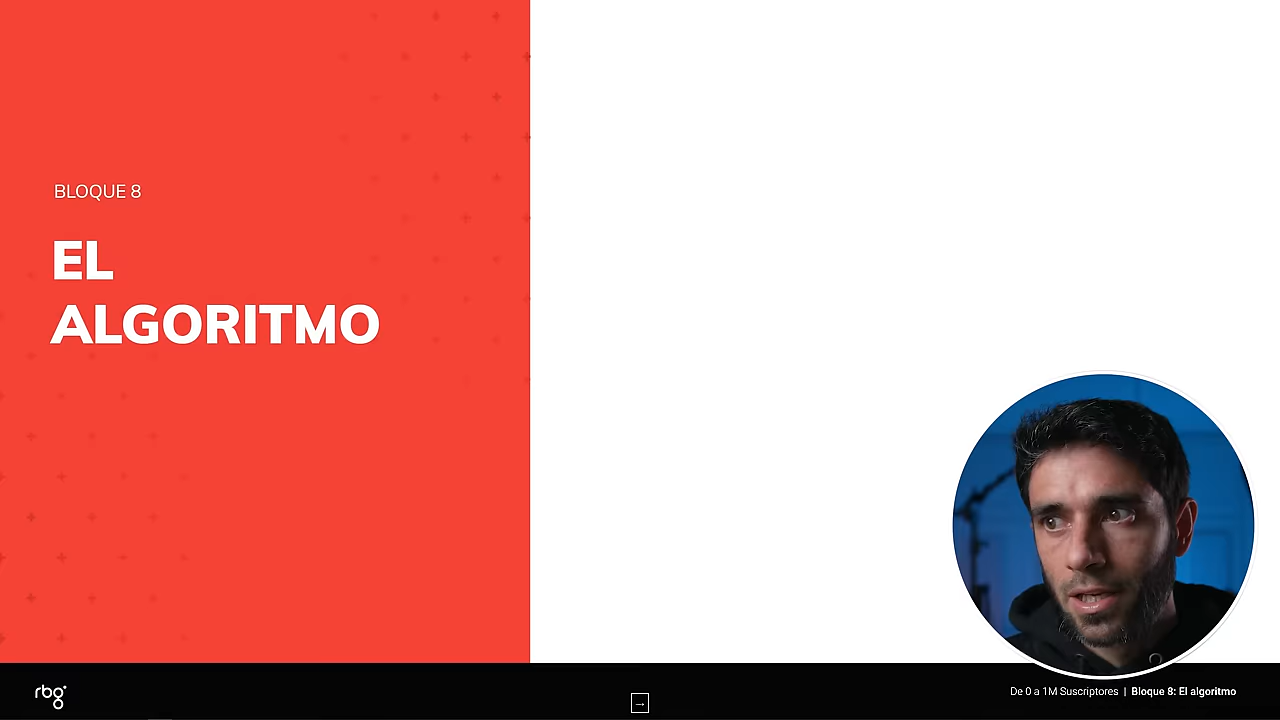 BLOQUE 8
EL
ALGORITMO
rbg
→
De 0 a 1M Suscriptores | Bloque 8: El algoritmo